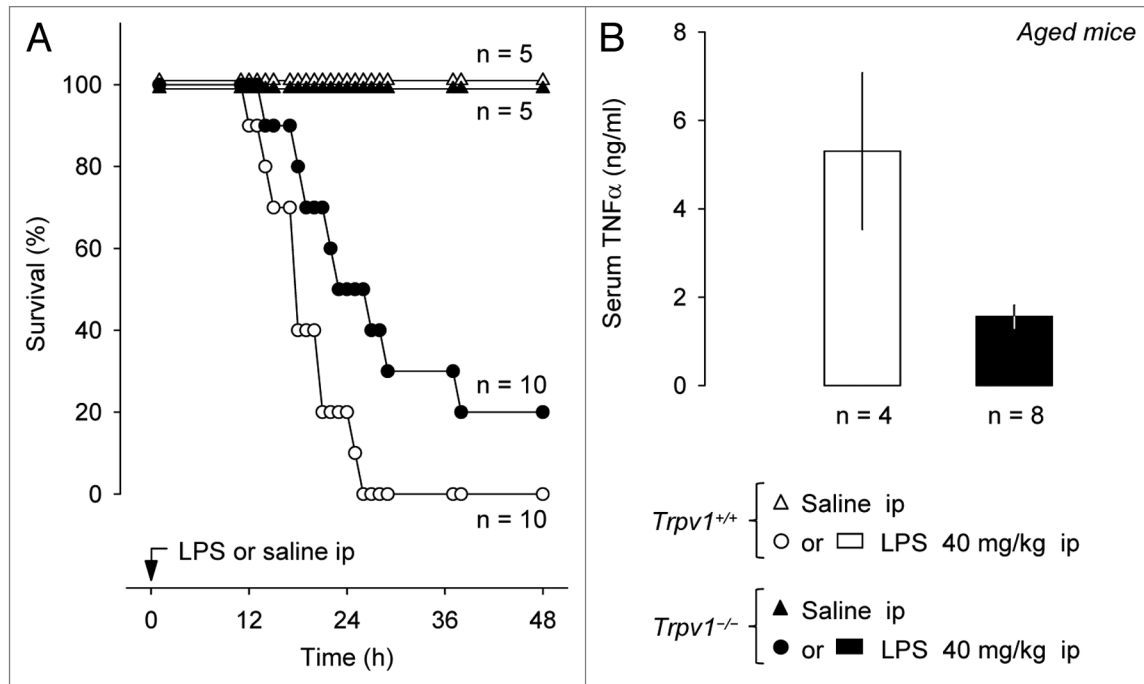 A
n = 5
100
n = 5
80
60
40
20
0
Survival (%)
n = 10
n = 10
LPS or saline ip
0 12 24 36 48
Time (h)
B
Aged mice
8
6
4
2
0
Serum TNFα (ng/ml)
n = 4 n = 8
Trpv1+/+
Saline ip
or LPS 40 mg/kg ip
Trpv1−/−
Saline ip
or LPS 40 mg/kg ip